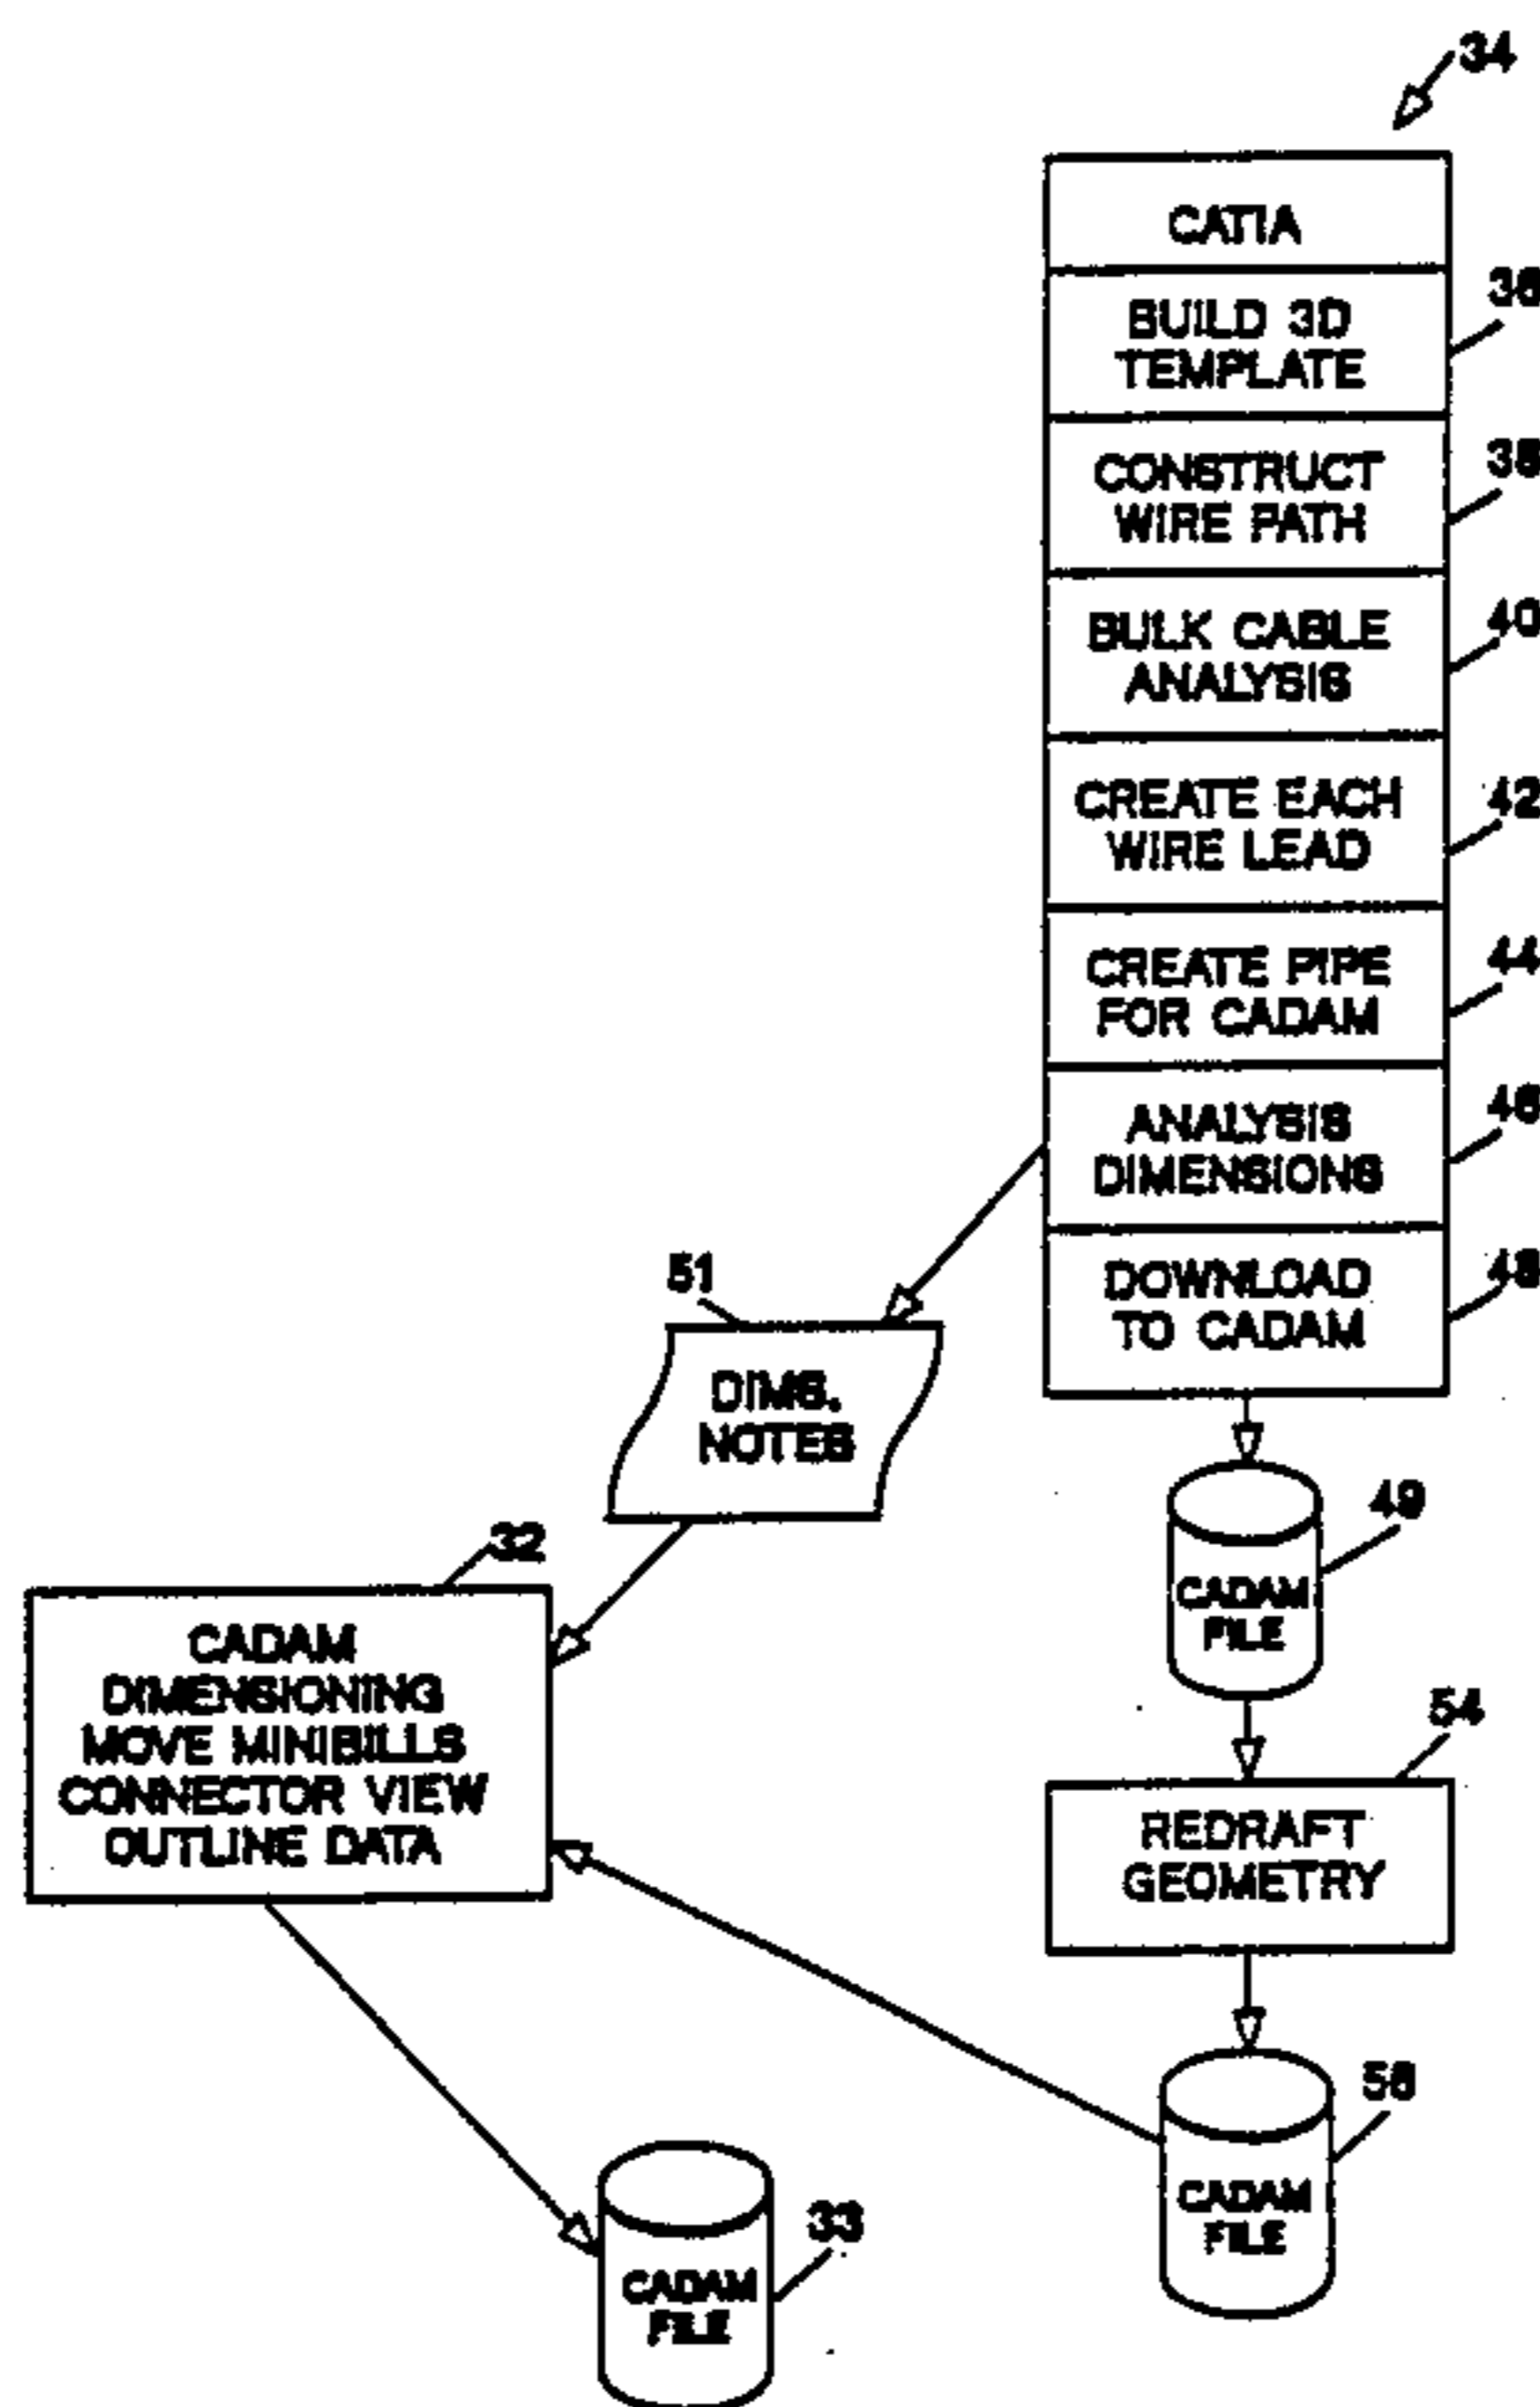 34
CATIA
BUILD 3D
TEMPLATE
36
CONSTRUCT
WIRE PATH
38
BULK CABLE
ANALYSIS
40
CREATE EACH
WIRE LEAD
42
CREATE PIPE
FOR CADAM
44
ANALYSIS
DIMENSIONS
46
DOWNLOAD
TO CADAM
48
51
DIMS.
NOTES
49
CADAM
FILE
32
CADAM
DIMENSIONING
MOVE MINIBILLS
CONNECTOR VIEW
OUTLINE DATA
54
REDRAFT
GEOMETRY
56
CADAM
FILE
33
CADAM
FILE